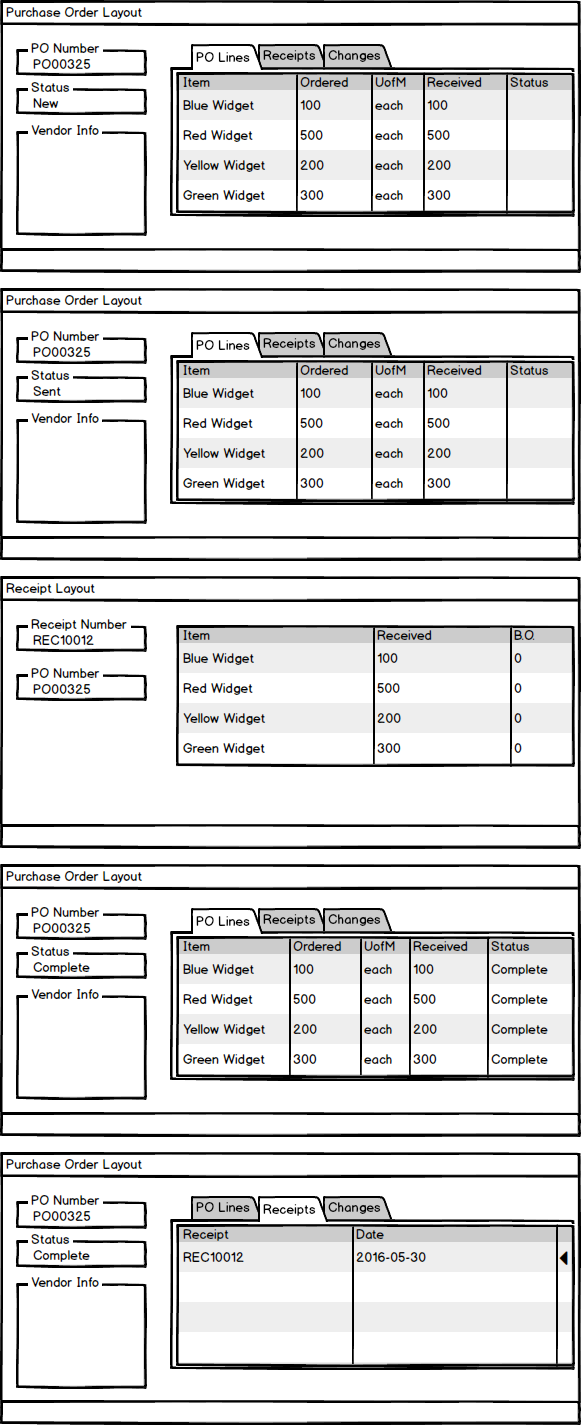 Purchase Order Layout
PO Number
PO00325
Status
New
Vendor Info
PO Lines Receipts Changes
Item Ordered UofM Received Status
Blue Widget 100 each 100
Red Widget 500 each 500
Yellow Widget 200 each 200
Green Widget 300 each 300
Purchase Order Layout
PO Number
PO00325
Status
Sent
Vendor Info
PO Lines Receipts Changes
Item Ordered UofM Received Status
Blue Widget 100 each 100
Red Widget 500 each 500
Yellow Widget 200 each 200
Green Widget 300 each 300
Receipt Layout
Receipt Number
REC10012
PO Number
PO00325
Item Received B.O.
Blue Widget 100 0
Red Widget 500 0
Yellow Widget 200 0
Green Widget 300 0
Purchase Order Layout
PO Number
PO00325
Status
Complete
Vendor Info
PO Lines Receipts Changes
Item Ordered UofM Received Status
Blue Widget 100 each 100 Complete
Red Widget 500 each 500 Complete
Yellow Widget 200 each 200 Complete
Green Widget 300 each 300 Complete
Purchase Order Layout
PO Number
PO00325
Status
Complete
Vendor Info
PO Lines Receipts Changes
Receipt Date
REC10012 2016-05-30